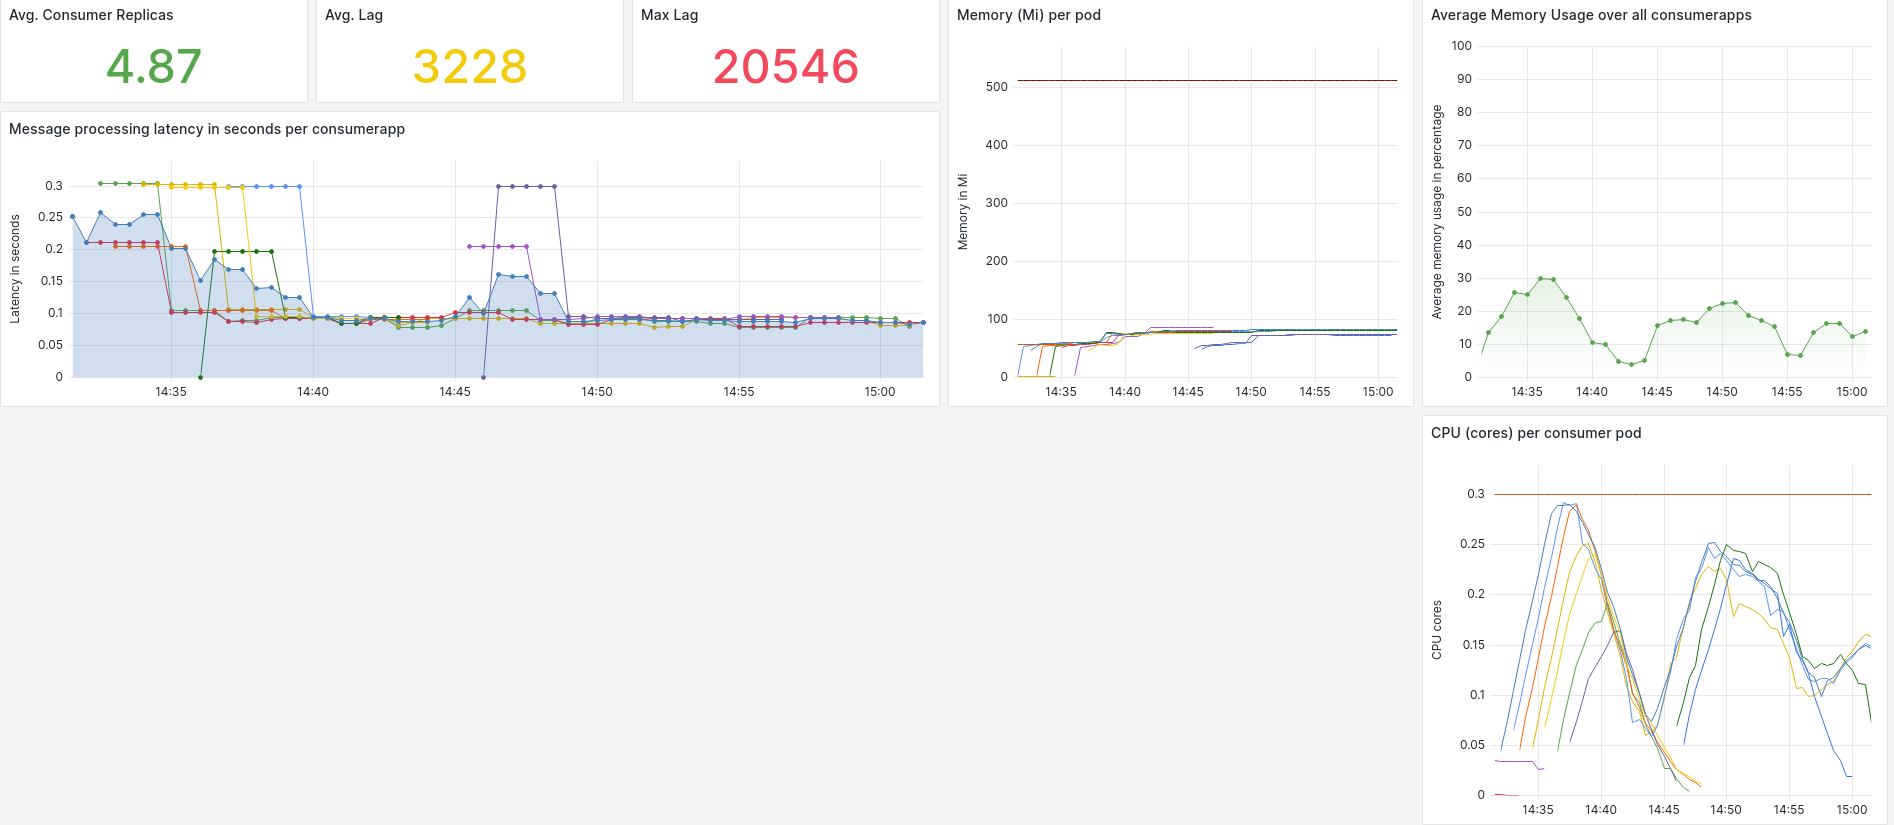 Avg. Consumer Replicas
4.87
Avg. Lag
3228
Max Lag
20546
Message processing latency in seconds per consumerapp
Latency in seconds
0.3
0.25
0.2
0.15
0.1
0.05
0
14:35 14:40 14:45 14:50 14:55 15:00
Memory (Mi) per pod
Memory in Mi
500
400
300
200
100
0
14:35 14:40 14:45 14:50 14:55 15:00
Average Memory Usage over all consumerapps
Average memory usage in percentage
100
90
80
70
60
50
40
30
20
10
0
14:35 14:40 14:45 14:50 14:55 15:00
CPU (cores) per consumer pod
CPU cores
0.3
0.25
0.2
0.15
0.1
0.05
0
14:35 14:40 14:45 14:50 14:55 15:00